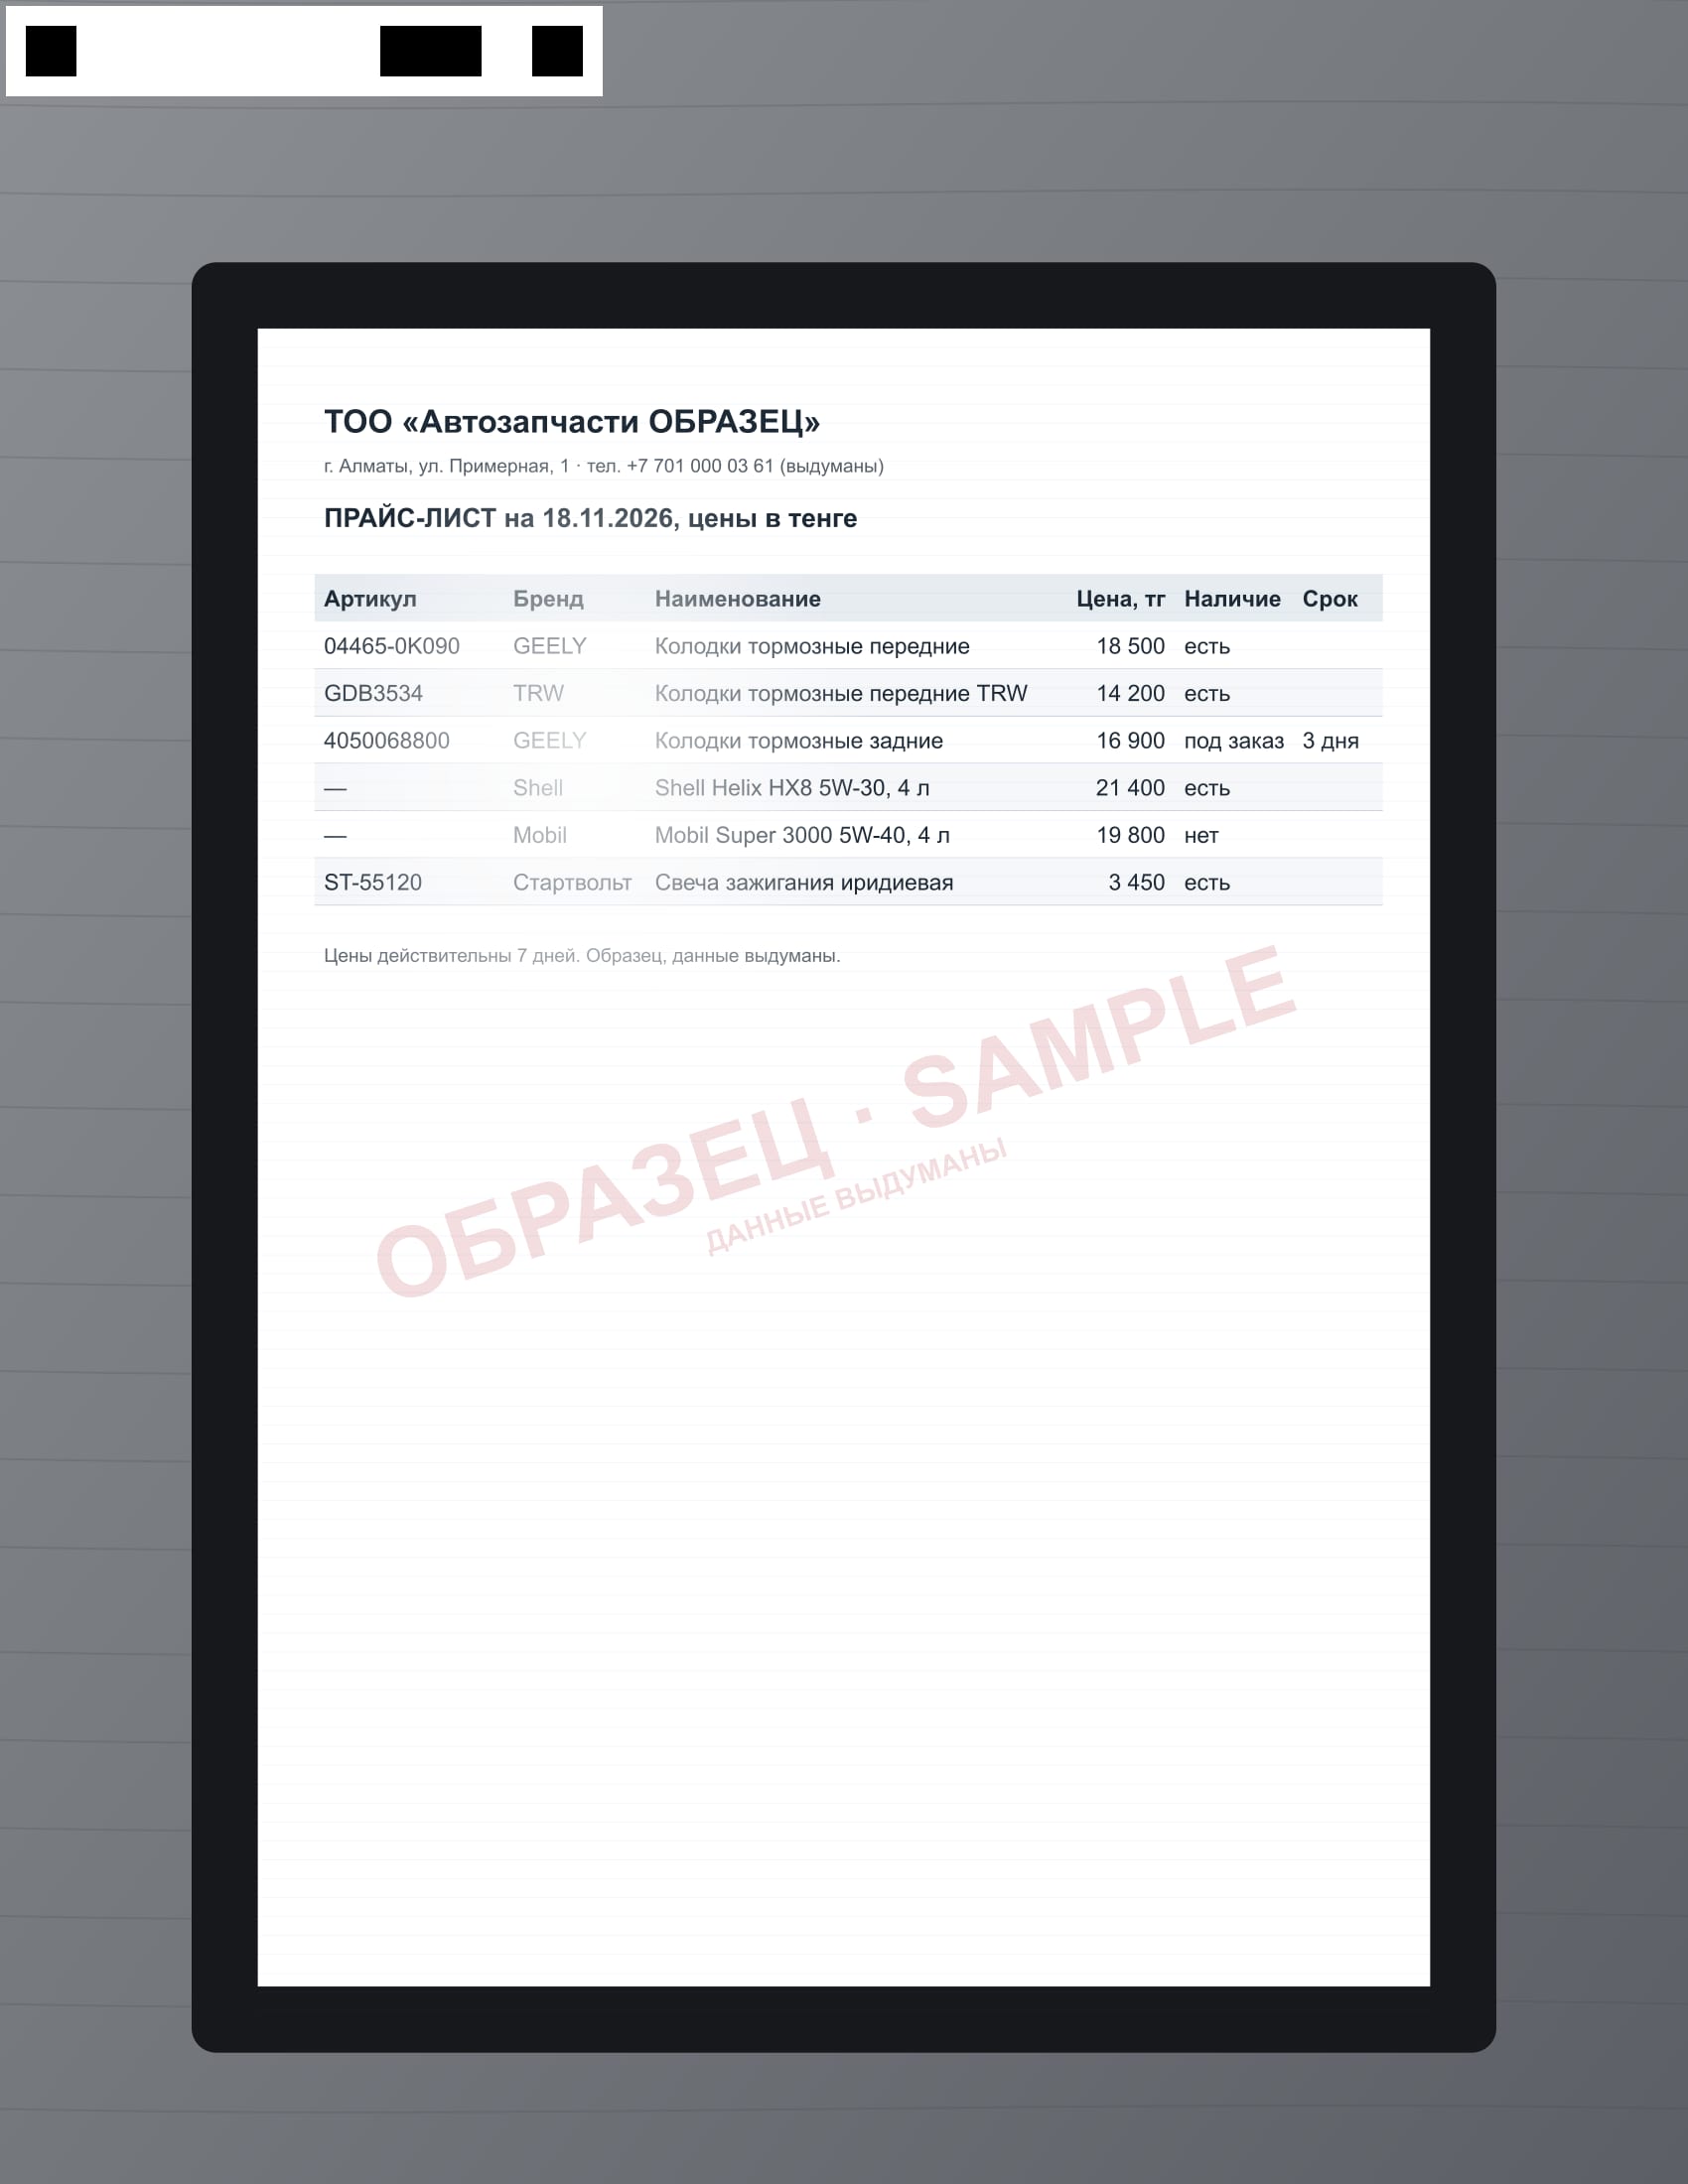 ТОО «Автозапчасти ОБРАЗЕЦ»
г. Алматы, ул. Примерная, 1 · тел. +7 701 000 03 61 (выдуманы)
ПРАЙС-ЛИСТ на 18.11.2026, цены в тенге
Артикул Бренд Наименование Цена, тг Наличие Срок
04465-0K090 GEELY Колодки тормозные передние 18 500 есть
GDB3534 TRW Колодки тормозные передние TRW 14 200 есть
4050068800 GEELY Колодки тормозные задние 16 900 под заказ 3 дня
— Shell Shell Helix HX8 5W-30, 4 л 21 400 есть
— Mobil Mobil Super 3000 5W-40, 4 л 19 800 нет
ST-55120 Стартвольт Свеча зажигания иридиевая 3 450 есть
Цены действительны 7 дней. Образец, данные выдуманы.
ОБРАЗЕЦ · SAMPLE
ДАННЫЕ ВЫДУМАНЫ